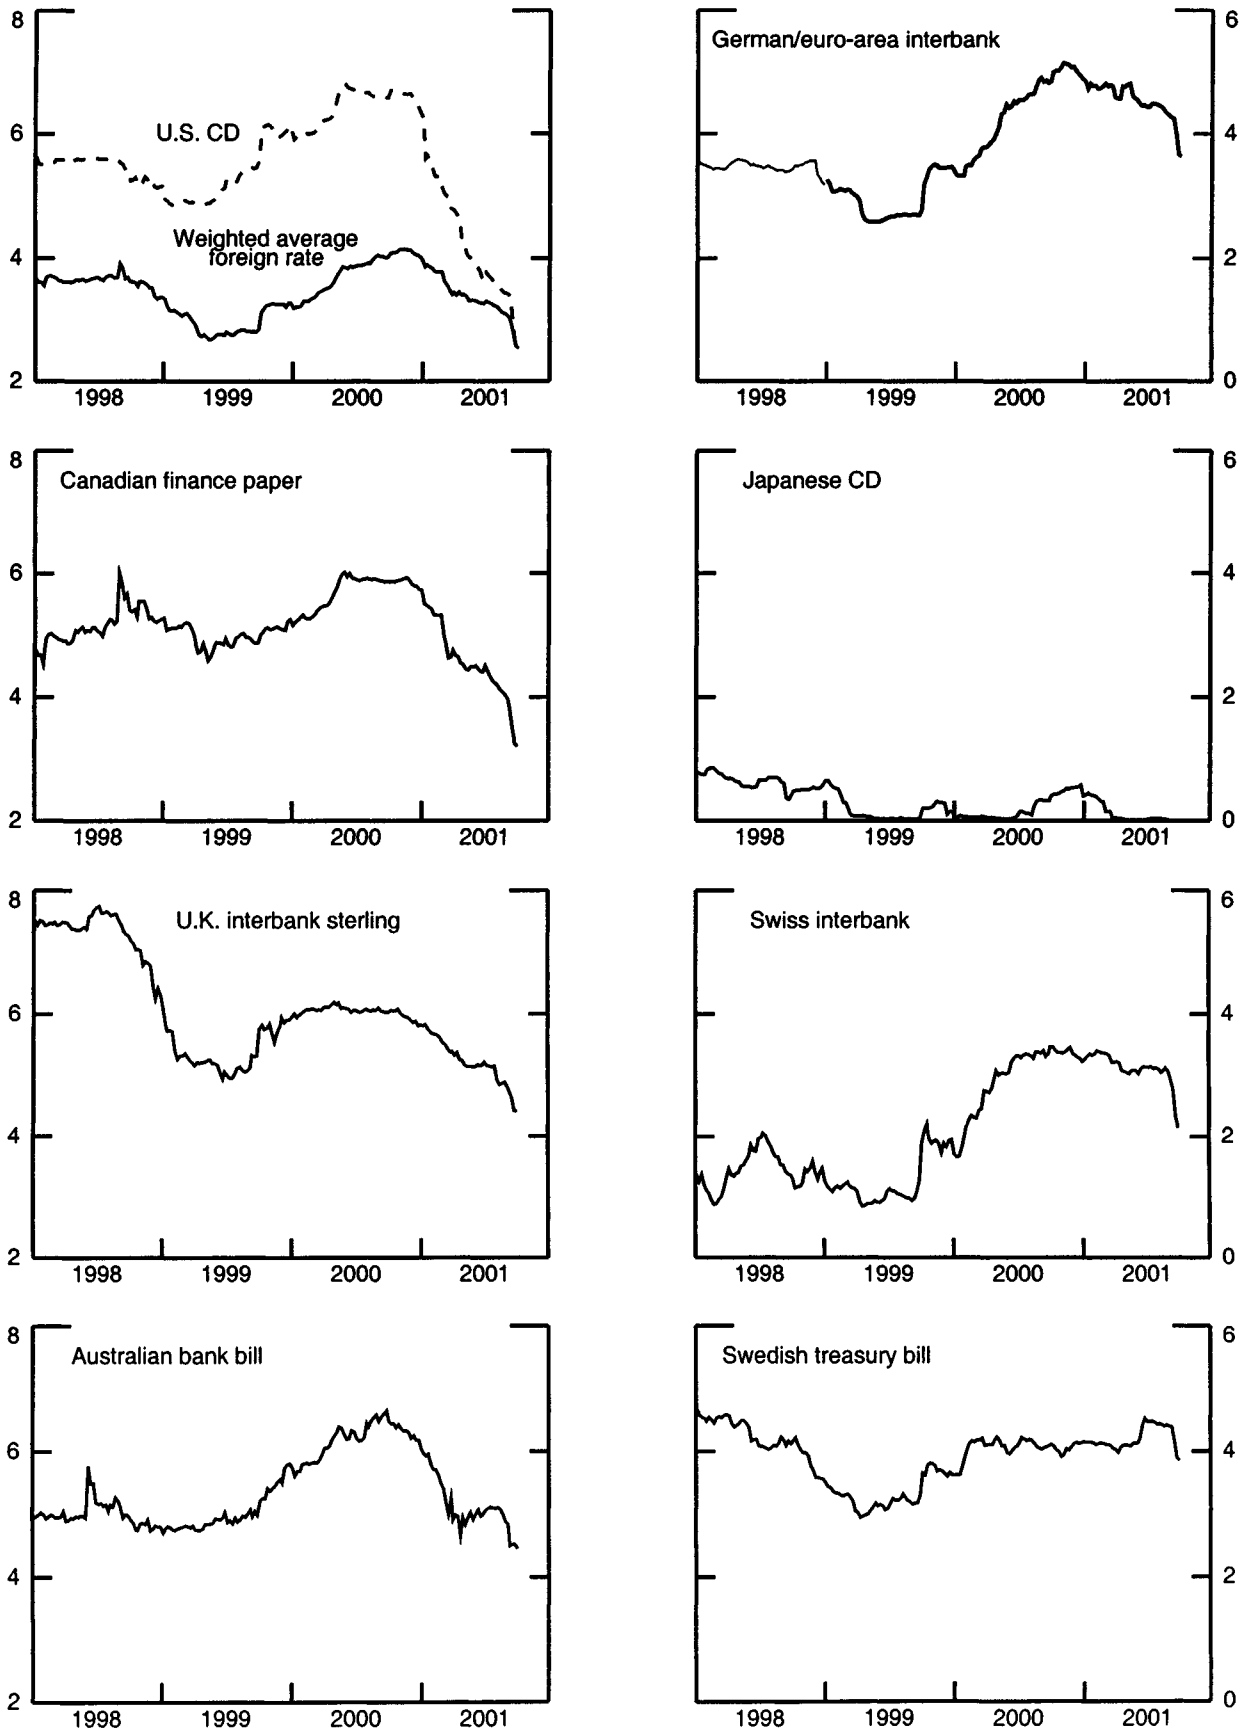 8
6
4
2
U.S. CD
Weighted average
foreign rate
1998 1999 2000 2001
German/euro-area interbank
6
4
2
0
1998 1999 2000 2001
8
6
4
2
Canadian finance paper
1998 1999 2000 2001
Japanese CD
6
4
2
0
1998 1999 2000 2001
8
6
4
2
U.K. interbank sterling
1998 1999 2000 2001
Swiss interbank
6
4
2
0
1998 1999 2000 2001
8
6
4
2
Australian bank bill
1998 1999 2000 2001
Swedish treasury bill
6
4
2
0
1998 1999 2000 2001